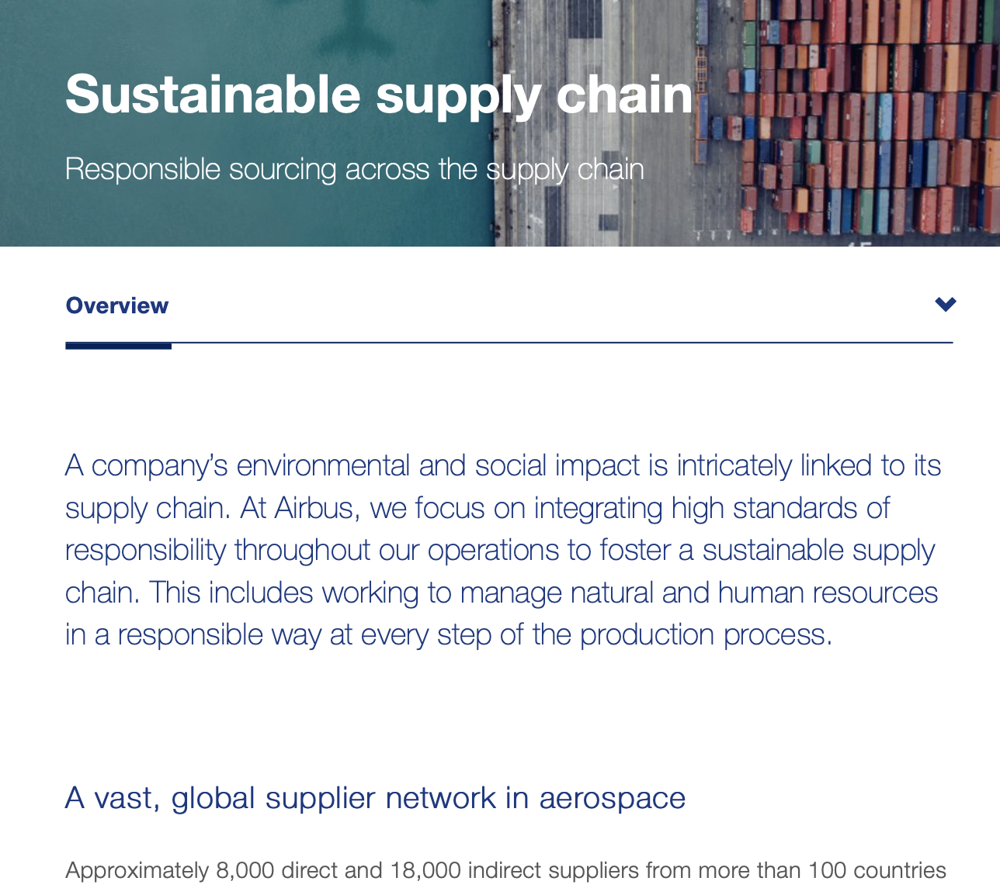 Sustainable supply chain
Responsible sourcing across the supply chain
Overview
A company’s environmental and social impact is intricately linked to its
supply chain. At Airbus, we focus on integrating high standards of
responsibility throughout our operations to foster a sustainable supply
chain. This includes working to manage natural and human resources
in a responsible way at every step of the production process.
A vast, global supplier network in aerospace
Approximately 8,000 direct and 18,000 indirect suppliers from more than 100 countries